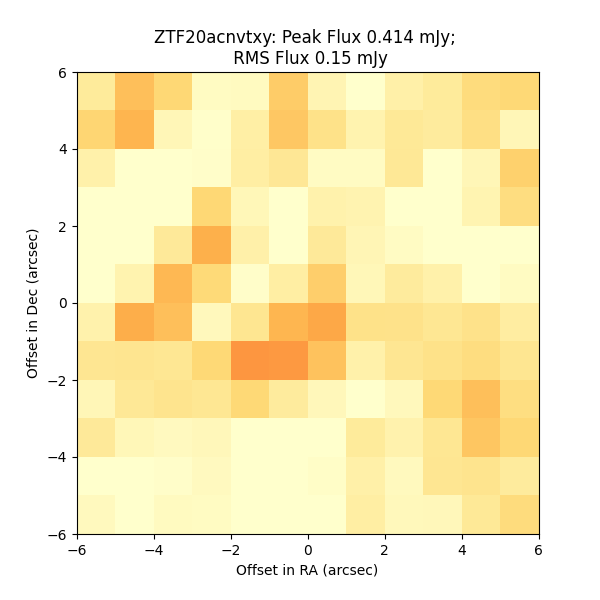 ZTF20acnvtxy: Peak Flux 0.414 mJy;
RMS Flux 0.15 mJy
6
4
2
0
−2
−4
−6
Offset in Dec (arcsec)
−6 −4 −2 0 2 4 6
Offset in RA (arcsec)